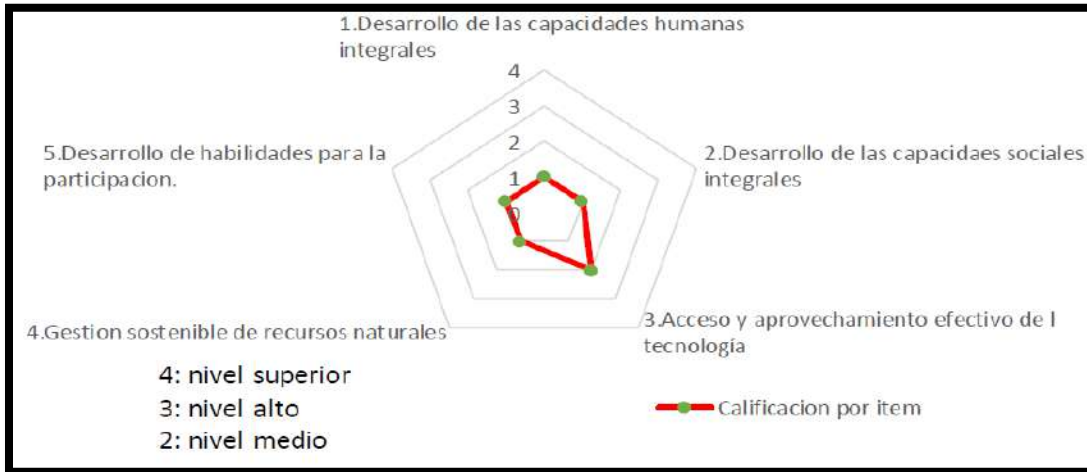 1.Desarrollo de las capacidades humanas
integrales
4
3
2
1
0
5.Desarrollo de habilidades para la
participacion.
2.Desarrollo de las capacidaes sociales
integrales
4.Gestion sostenible de recursos naturales
3.Acceso y aprovechamiento efectivo de l
tecnología
4: nivel superior
3: nivel alto
2: nivel medio
Calificacion por item